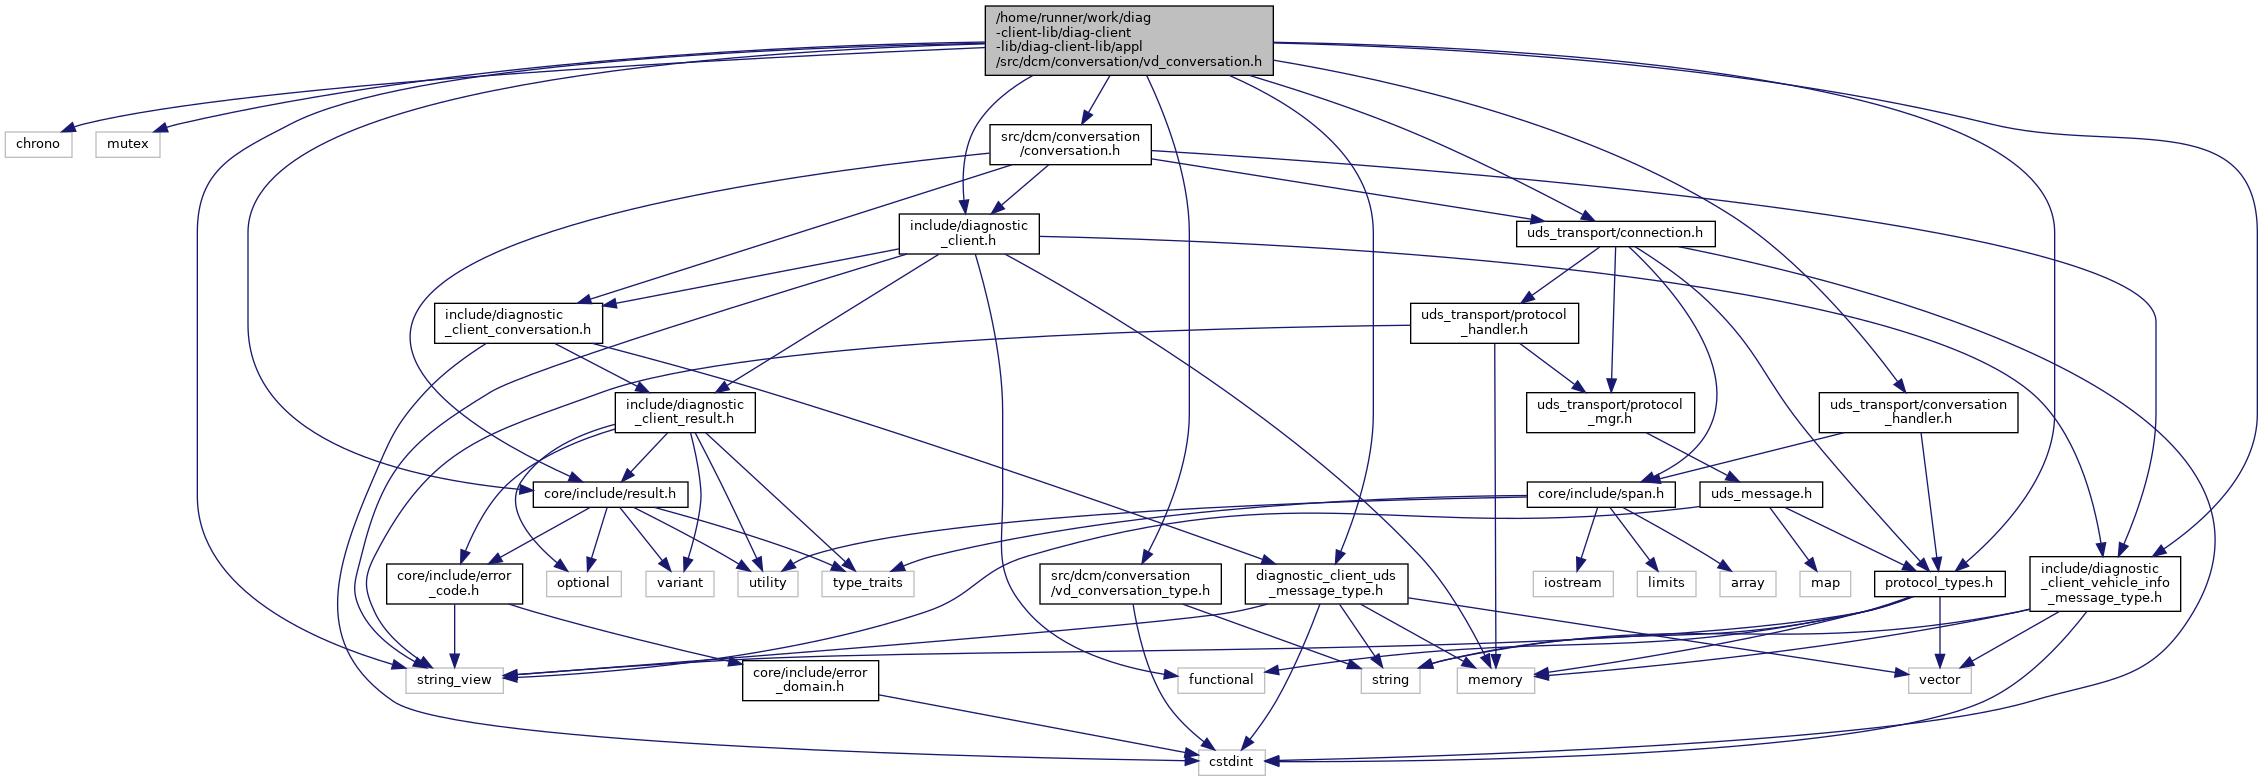 /home/runner/work/diag
-client-lib/diag-client
-lib/diag-client-lib/appl
/src/dcm/conversation/vd_conversation.h
chrono
mutex
src/dcm/conversation
/conversation.h
include/diagnostic
_client.h
uds_transport/connection.h
include/diagnostic
_client_conversation.h
uds_transport/protocol
_handler.h
include/diagnostic
_client_result.h
uds_transport/protocol
_mgr.h
uds_transport/conversation
_handler.h
core/include/result.h
core/include/span.h
uds_message.h
core/include/error
_code.h
optional
variant
utility
type_traits
src/dcm/conversation
/vd_conversation_type.h
diagnostic_client_uds
_message_type.h
iostream
limits
array
map
protocol_types.h
include/diagnostic
_client_vehicle_info
_message_type.h
string_view
core/include/error
_domain.h
functional
string
memory
vector
cstdint